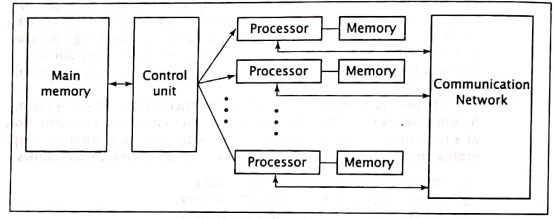 Processor
Memory
Main
memory
Control
unit
Processor
Memory
Communication
Network
Processor
Memory